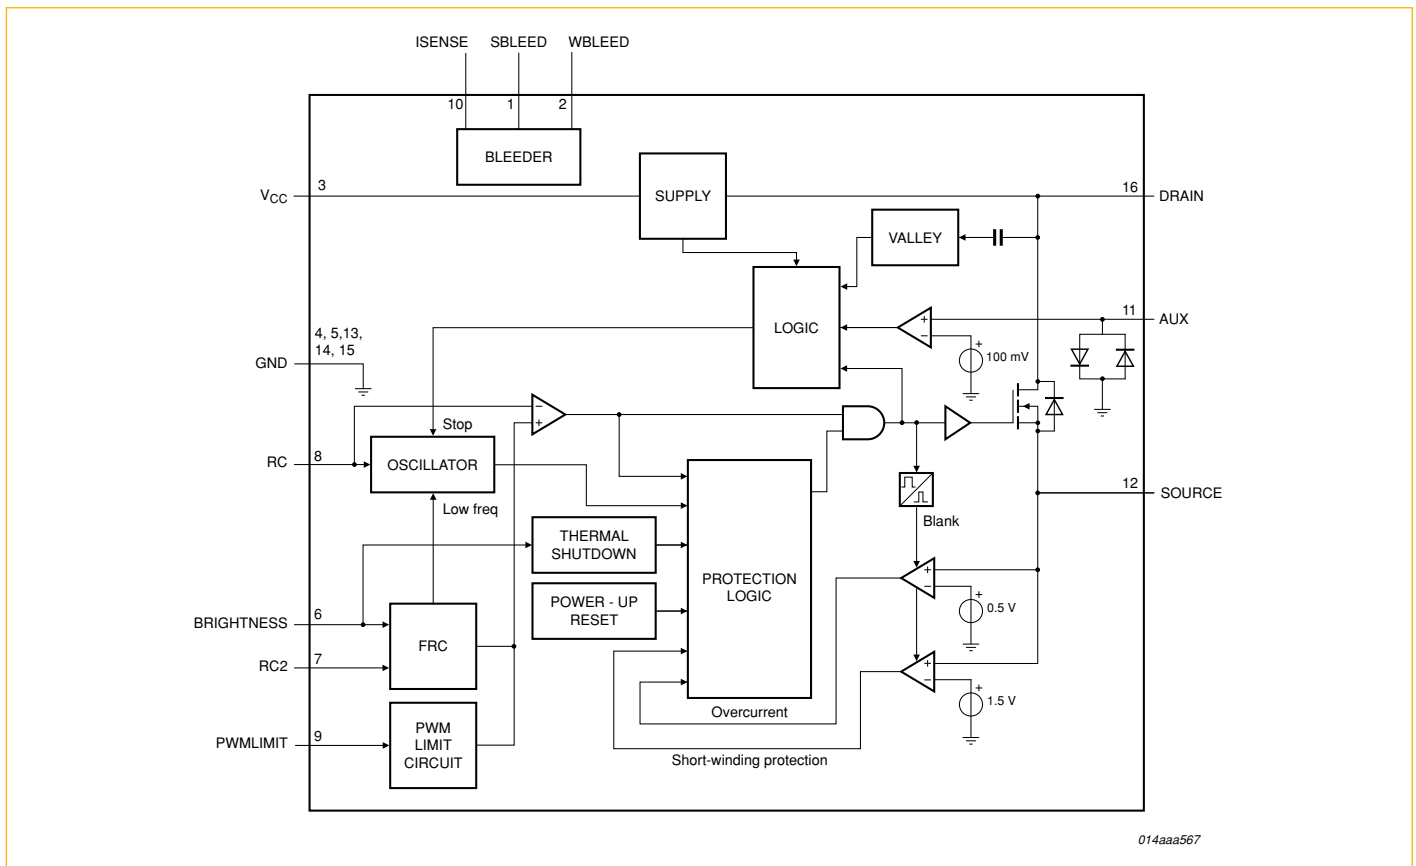 ISENSE SBLEED WBLEED
10 1 2
BLEEDER
VCC 3
SUPPLY
16 DRAIN
VALLEY
LOGIC
+
−
11 AUX
+
100 mV
4, 5,13,
14, 15
GND
−
+
Stop
RC 8
OSCILLATOR
Low freq
12 SOURCE
Blank
THERMAL
SHUTDOWN
PROTECTION
LOGIC
POWER - UP
RESET
+
−
+
0.5 V
BRIGHTNESS 6
FRC
RC2 7
+
−
+
1.5 V
Overcurrent
PWMLIMIT 9
PWM
LIMIT
CIRCUIT
Short-winding protection
014aaa567